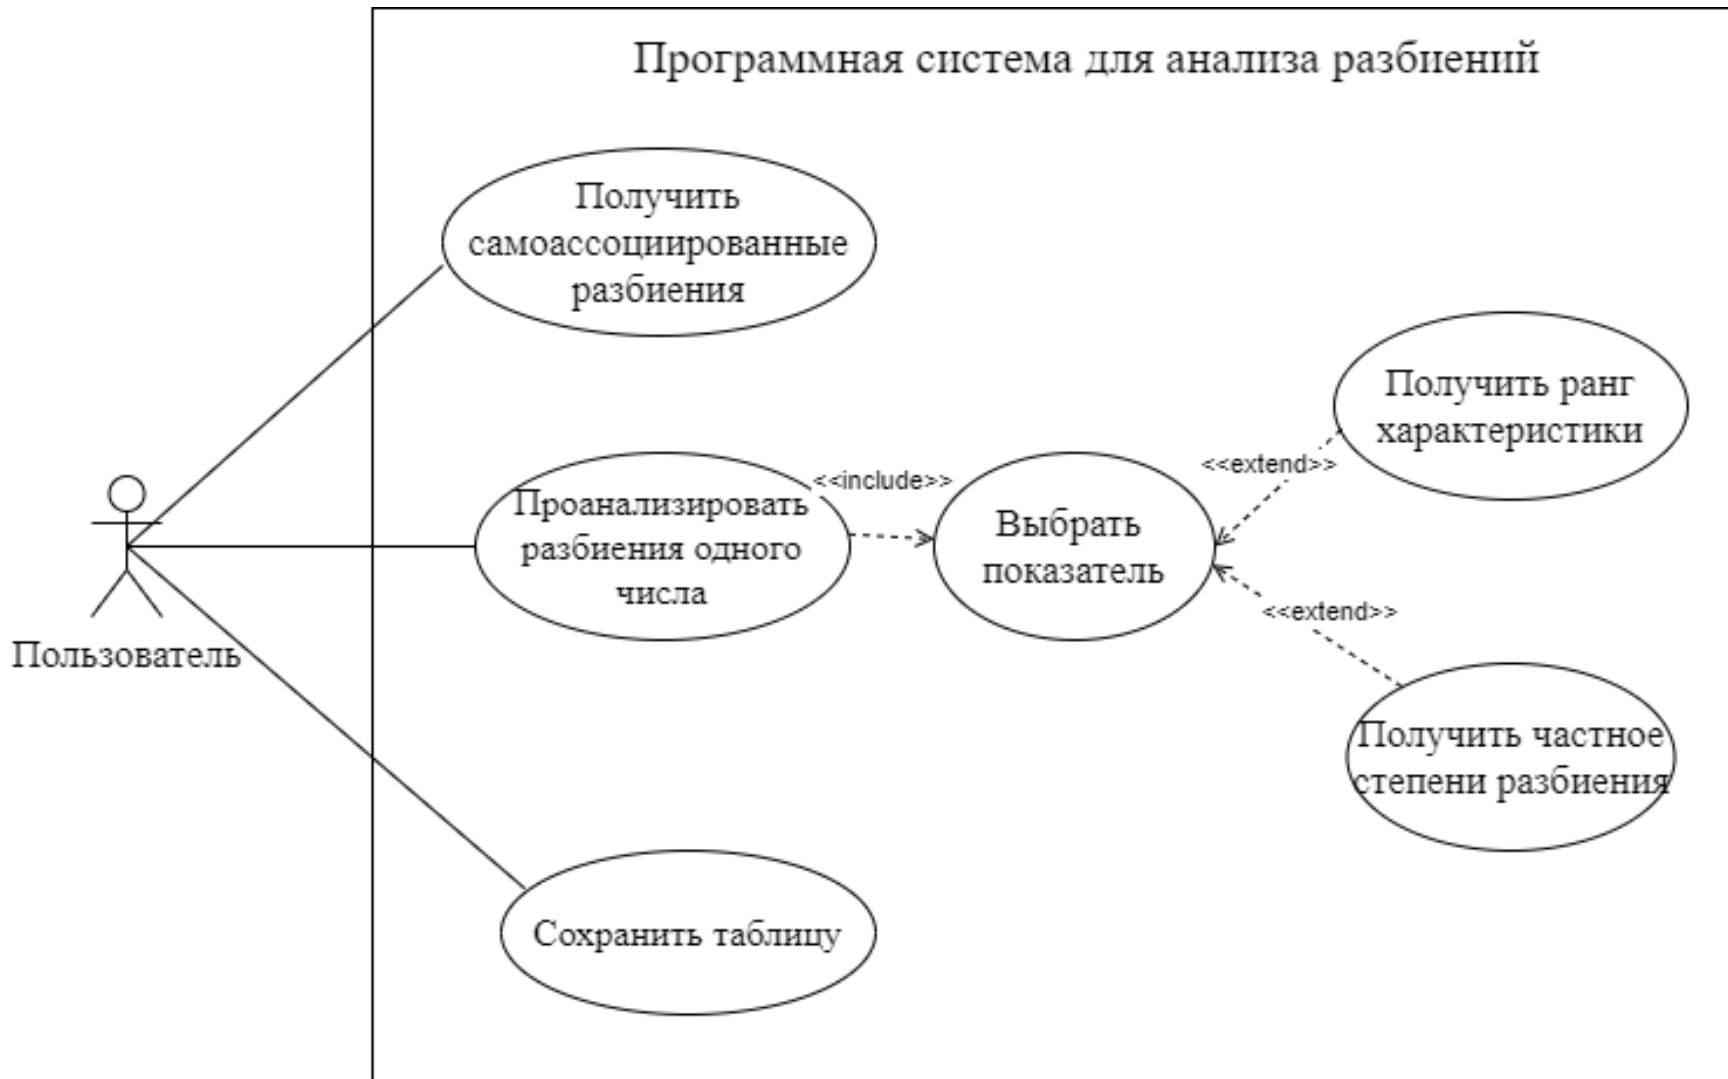 Программная система для анализа разбиений
Получить
самоассоциированные
разбиения
Получить ранг
характеристики
<<extend>>
<<include>>
Проанализировать
разбиения одного
числа
Выбрать
показатель
<<extend>>
Пользователь
Получить частное
степени разбиения
Сохранить таблицу